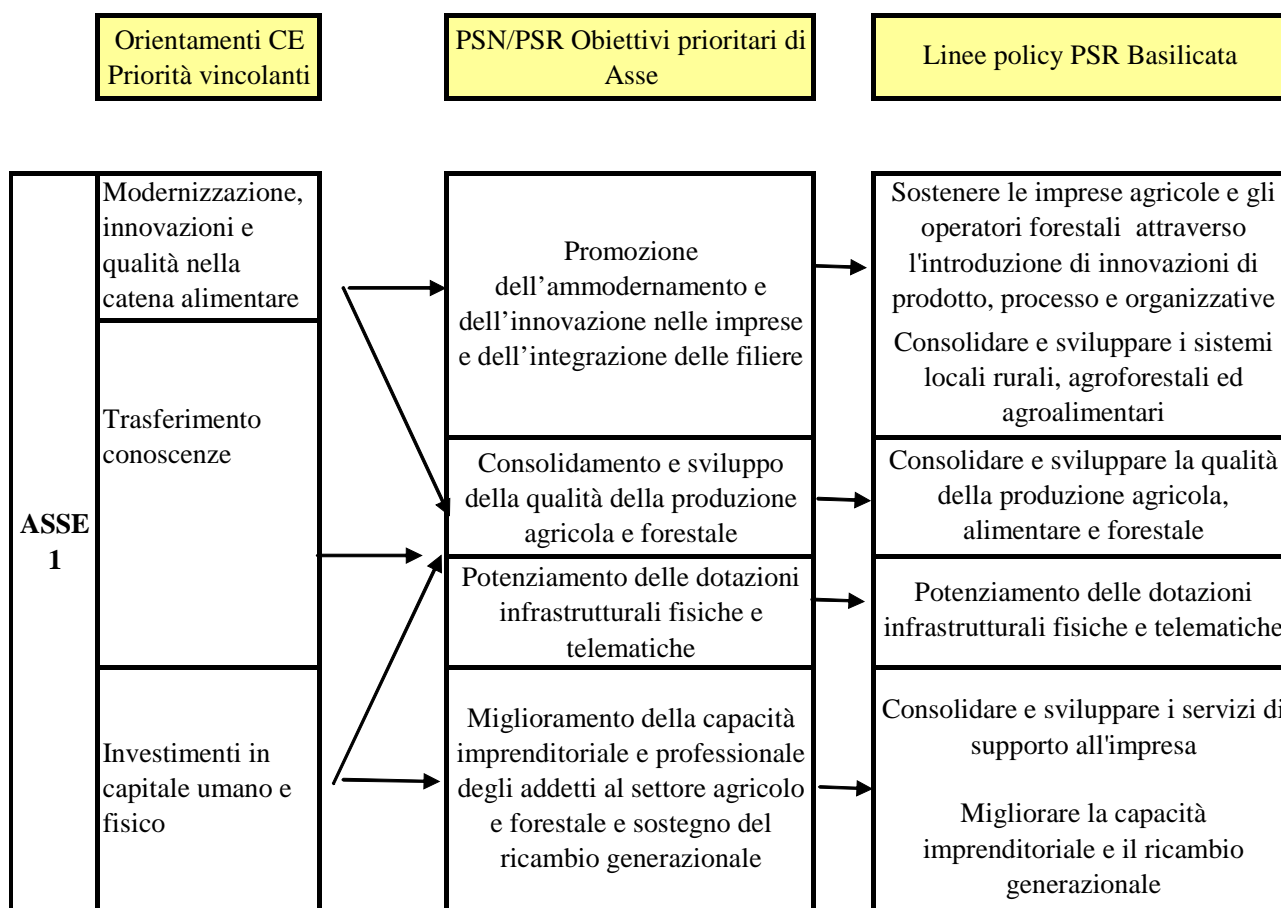 Orientamenti CE
Priorità vincolanti
PSN/PSR Obiettivi prioritari di
Asse
Linee policy PSR Basilicata
ASSE
1
Modernizzazione,
innovazioni e
qualità nella
catena alimentare
Trasferimento
conoscenze
Investimenti in
capitale umano e
fisico
Promozione
dell’ammodernamento e
dell’innovazione nelle imprese
e dell’integrazione delle filiere
Consolidamento e sviluppo
della qualità della produzione
agricola e forestale
Potenziamento delle dotazioni
infrastrutturali fisiche e
telematiche
Miglioramento della capacità
imprenditoriale e professionale
degli addetti al settore agricolo
e forestale e sostegno del
ricambio generazionale
Sostenere le imprese agricole e gli
operatori forestali attraverso
l'introduzione di innovazioni di
prodotto, processo e organizzative
Consolidare e sviluppare i sistemi
locali rurali, agroforestali ed
agroalimentari
Consolidare e sviluppare la qualità
della produzione agricola,
alimentare e forestale
Potenziamento delle dotazioni
infrastrutturali fisiche e telematiche
Consolidare e sviluppare i servizi di
supporto all'impresa
Migliorare la capacità
imprenditoriale e il ricambio
generazionale